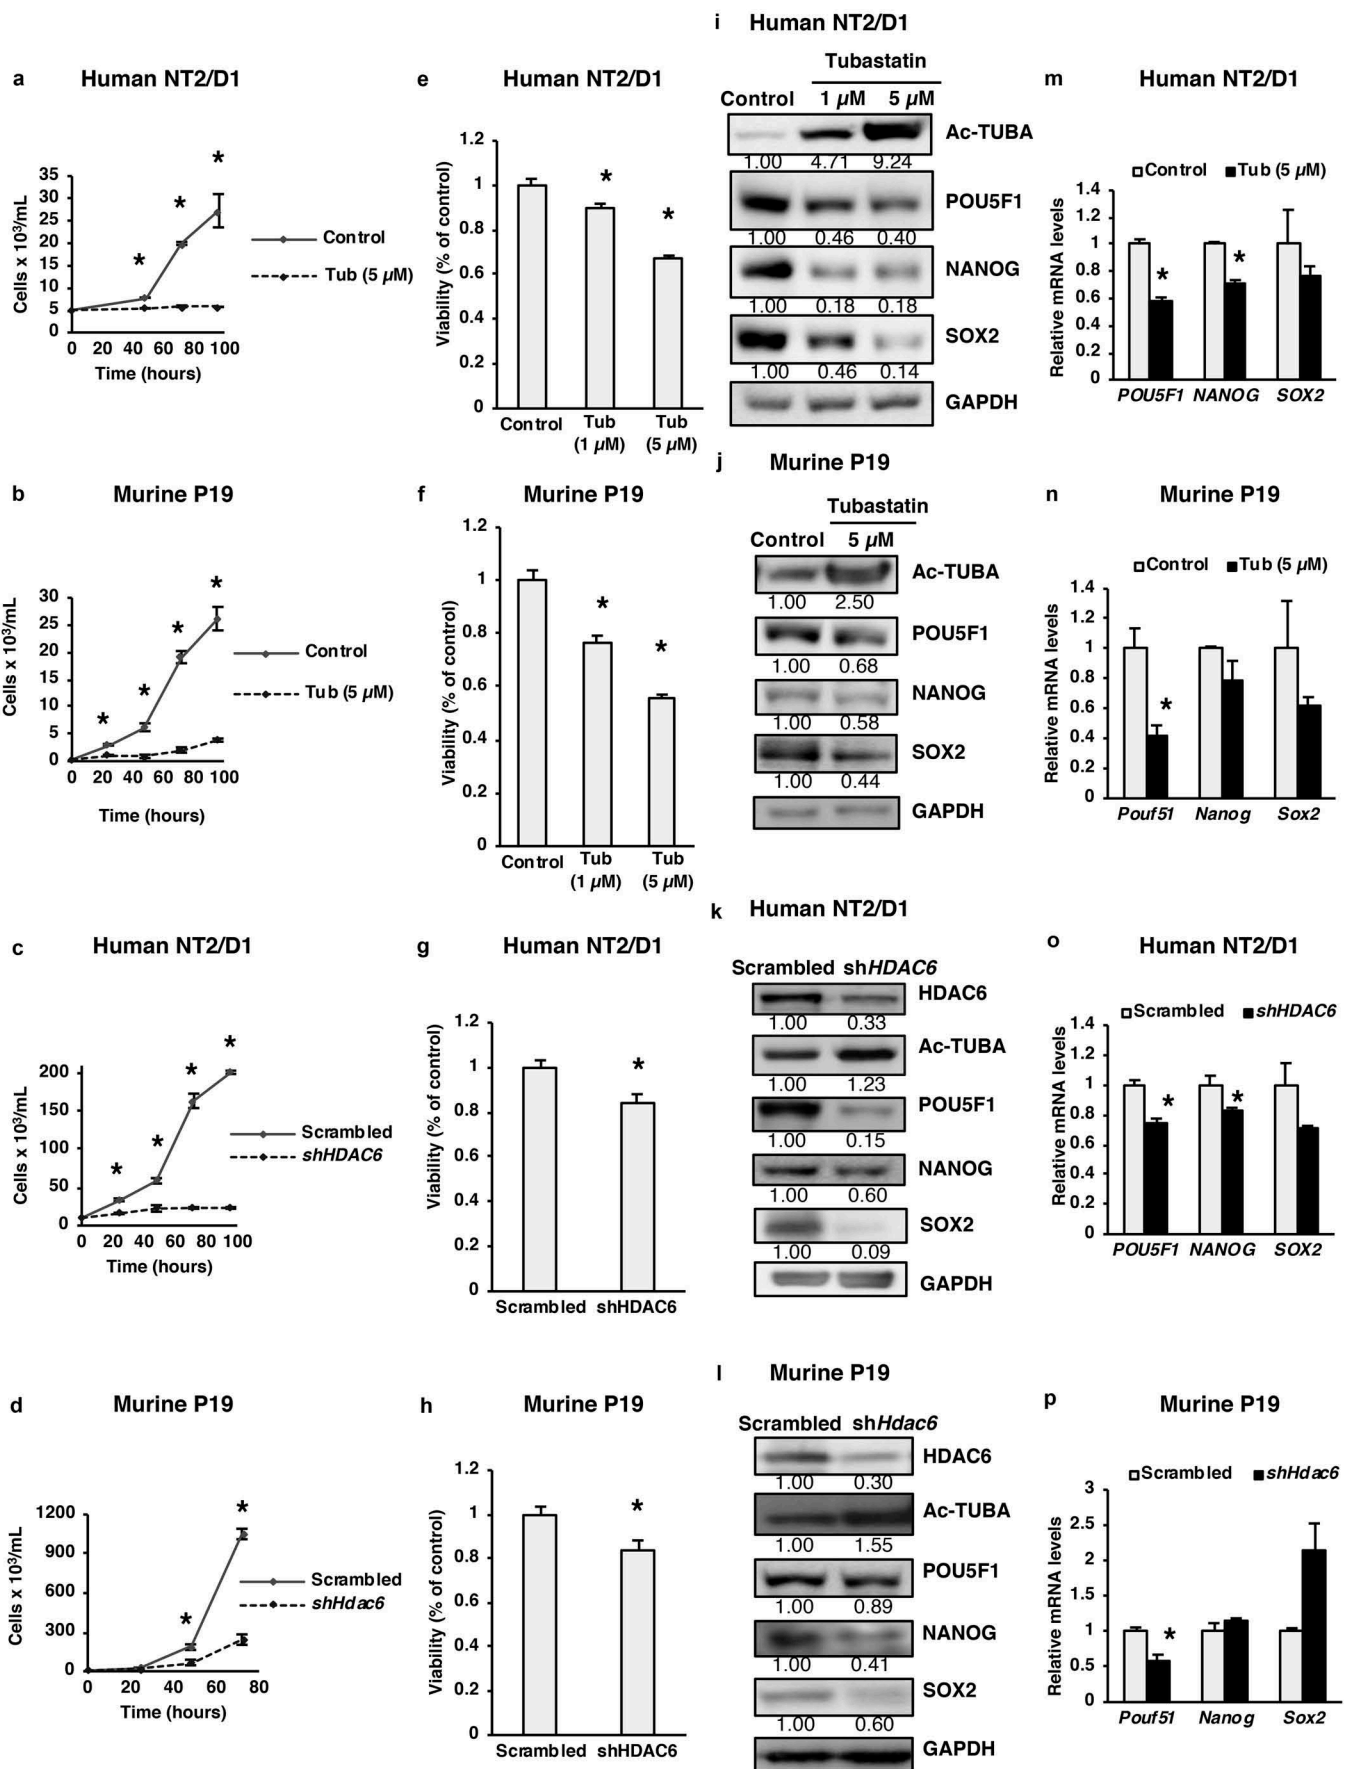 a Human NT2/D1
Cells x 10³/mL
35
30
25
20
15
10
5
0
0 20 40 60 80 100
Time (hours)
* * *
Control
Tub (5 µM)
e Human NT2/D1
Viability (% of control)
1.2
1
0.8
0.6
0.4
0.2
0
* *
Control Tub Tub
(1 µM) (5 µM)
i Human NT2/D1
Tubastatin
Control 1 µM 5 µM
Ac-TUBA
1.00 4.71 9.24
POU5F1
1.00 0.46 0.40
NANOG
1.00 0.18 0.18
SOX2
1.00 0.46 0.14
GAPDH
m Human NT2/D1
Control Tub (5 µM)
Relative mRNA levels
1.4
1.2
1
0.8
0.6
0.4
0.2
0
* *
POU5F1 NANOG SOX2
b Murine P19
Cells x 10³/mL
30
25
20
15
10
5
0
0 20 40 60 80 100
Time (hours)
* * * *
Control
Tub (5 µM)
f Murine P19
Viability (% of control)
1.2
1
0.8
0.6
0.4
0.2
0
* *
Control Tub Tub
(1 µM) (5 µM)
j Murine P19
Tubastatin
Control 5 µM
Ac-TUBA
1.00 2.50
POU5F1
1.00 0.68
NANOG
1.00 0.58
SOX2
1.00 0.44
GAPDH
n Murine P19
Control Tub (5 µM)
Relative mRNA levels
1.4
1.2
1
0.8
0.6
0.4
0.2
0
*
Pouf51 Nanog Sox2
c Human NT2/D1
Cells x 10³/mL
200
150
100
50
0
0 20 40 60 80 100
Time (hours)
* * * *
Scrambled
shHDAC6
g Human NT2/D1
Viability (% of control)
1.2
1
0.8
0.6
0.4
0.2
0
*
Scrambled shHDAC6
k Human NT2/D1
Scrambled shHDAC6
HDAC6
1.00 0.33
Ac-TUBA
1.00 1.23
POU5F1
1.00 0.15
NANOG
1.00 0.60
SOX2
1.00 0.09
GAPDH
o Human NT2/D1
Scrambled shHDAC6
Relative mRNA levels
1.4
1.2
1
0.8
0.6
0.4
0.2
0
* *
POU5F1 NANOG SOX2
d Murine P19
Cells x 10³/mL
1200
900
600
300
0
0 20 40 60 80
Time (hours)
* *
Scrambled
shHdac6
h Murine P19
Viability (% of control)
1.2
1
0.8
0.6
0.4
0.2
0
*
Scrambled shHDAC6
l Murine P19
Scrambled shHdac6
HDAC6
1.00 0.30
Ac-TUBA
1.00 1.55
POU5F1
1.00 0.89
NANOG
1.00 0.41
SOX2
1.00 0.60
GAPDH
p Murine P19
Scrambled shHdac6
Relative mRNA levels
3
2.5
2
1.5
1
0.5
0
*
Pouf51 Nanog Sox2